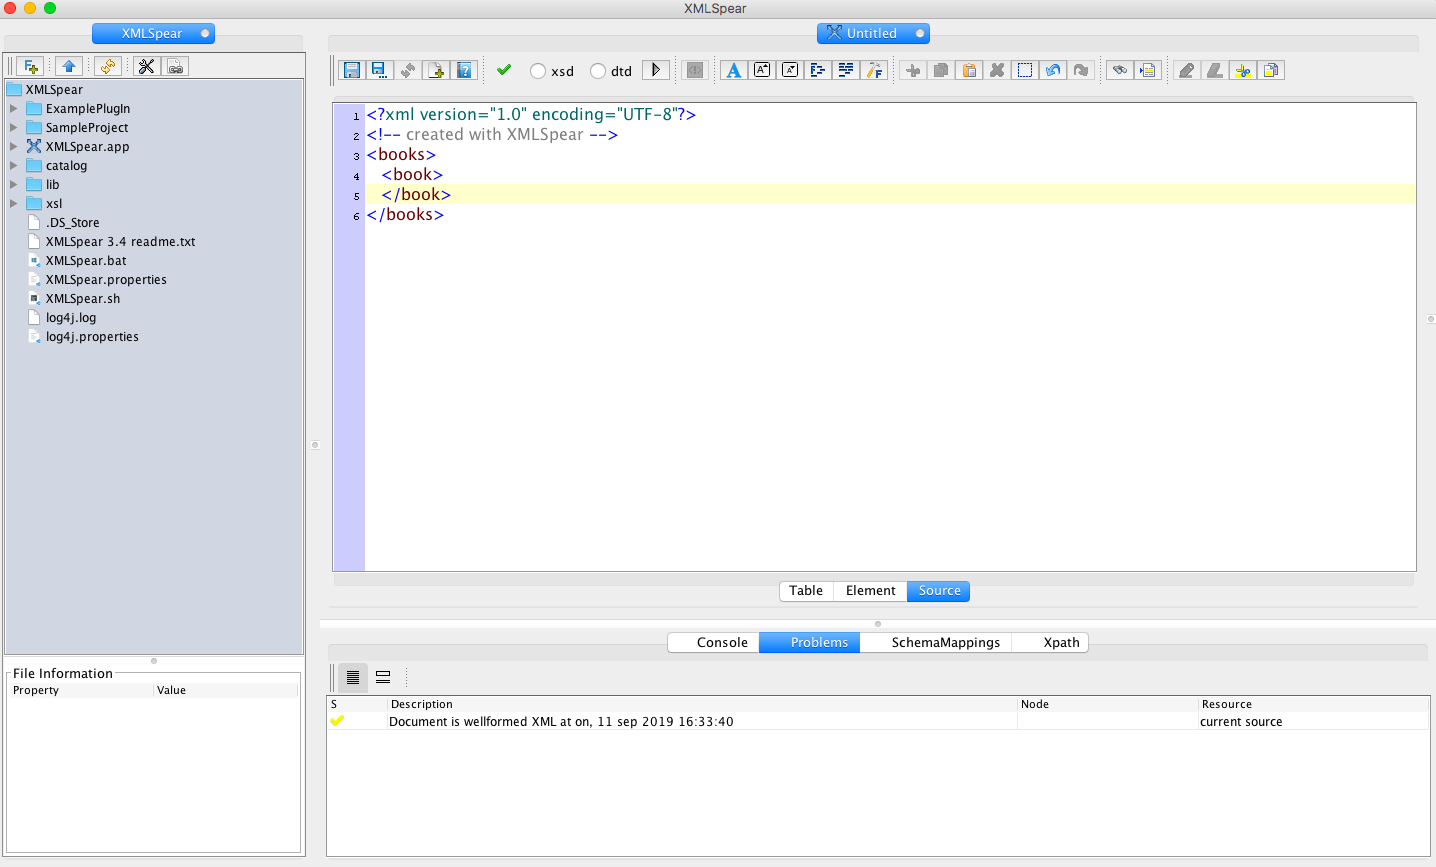 XMLSpear
XMLSpear
Untitled
xsd
dtd
XMLSpear
ExamplePlugIn
SampleProject
XMLSpear.app
catalog
lib
xsl
.DS_Store
XMLSpear 3.4 readme.txt
XMLSpear.bat
XMLSpear.properties
XMLSpear.sh
log4j.log
log4j.properties
File Information
Property Value
1 <?xml version="1.0" encoding="UTF-8"?>
2 <!-- created with XMLSpear -->
3 <books>
4 <book>
5 </book>
6 </books>
Table Element Source
Console Problems SchemaMappings Xpath
S Description Node Resource
Document is wellformed XML at on, 11 sep 2019 16:33:40 current source